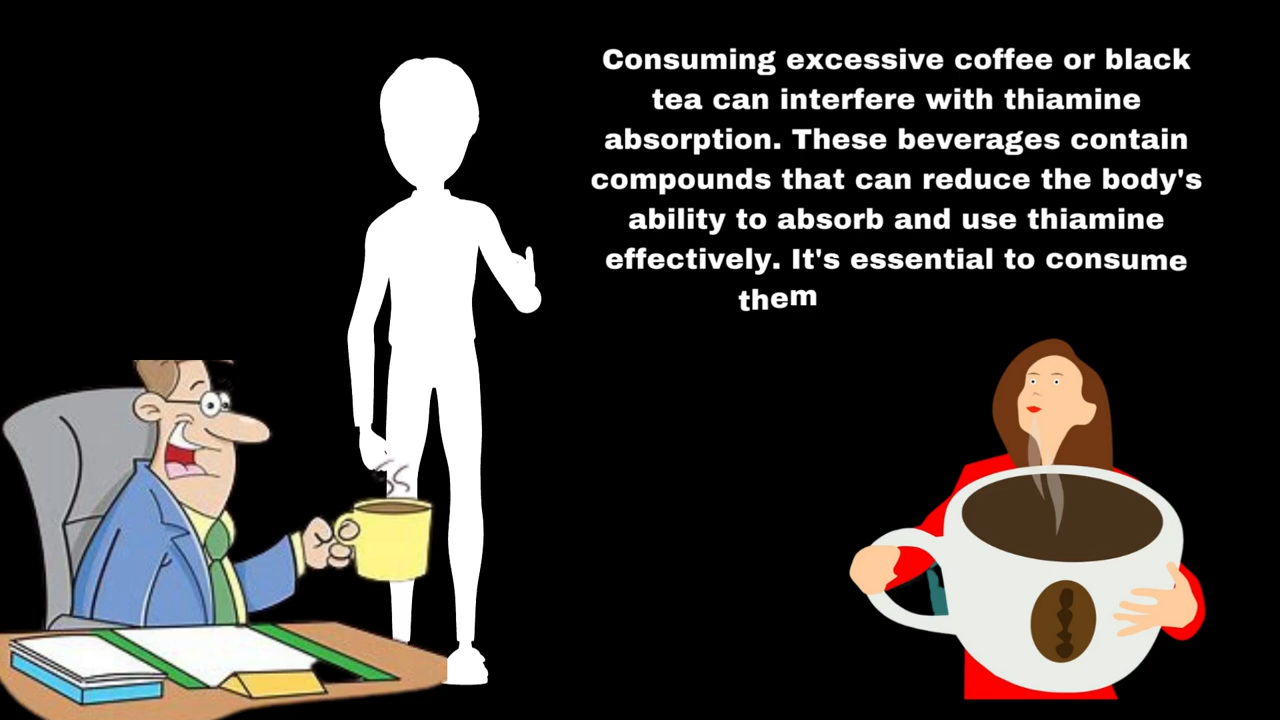 Consuming excessive coffee or black
tea can interfere with thiamine
absorption. These beverages contain
compounds that can reduce the body's
ability to absorb and use thiamine
effectively. It's essential to consume
them